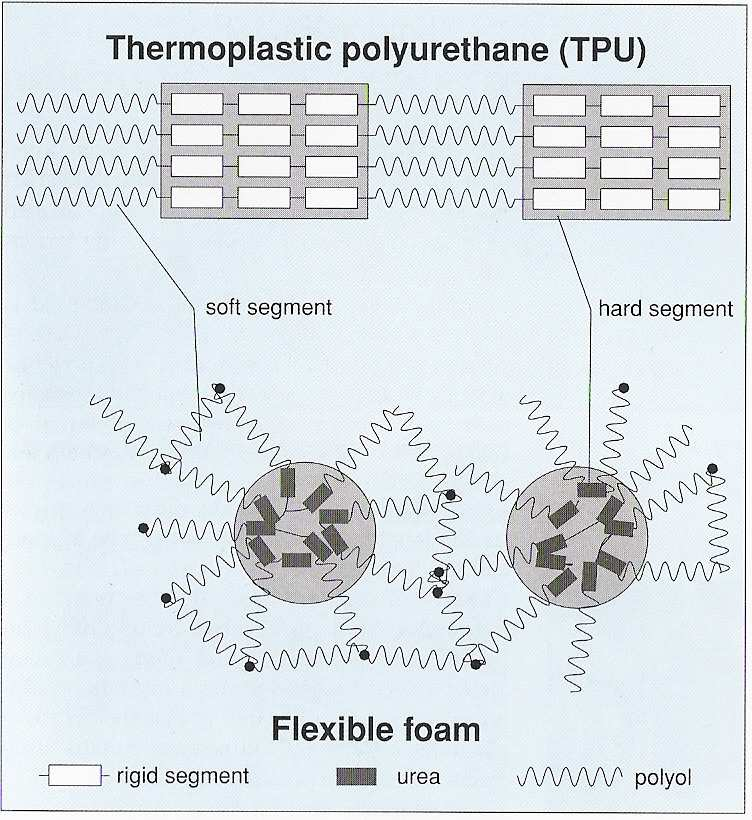 Thermoplastic polyurethane (TPU)
soft segment
hard segment
Flexible foam
rigid segment
urea
polyol